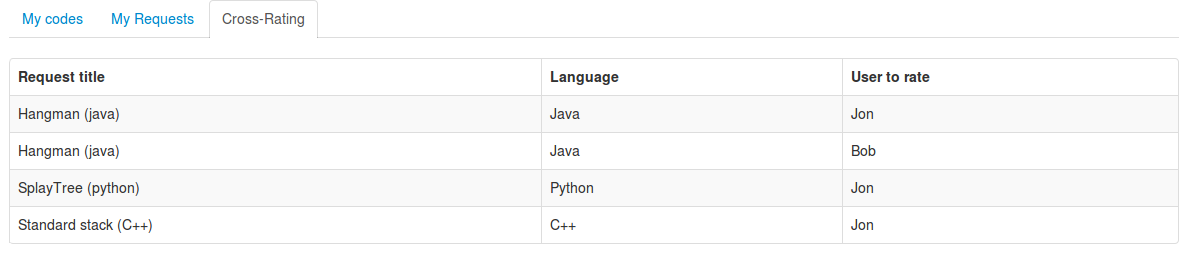 My codes My Requests Cross-Rating
Request title Language User to rate
Hangman (java) Java Jon
Hangman (java) Java Bob
SplayTree (python) Python Jon
Standard stack (C++) C++ Jon